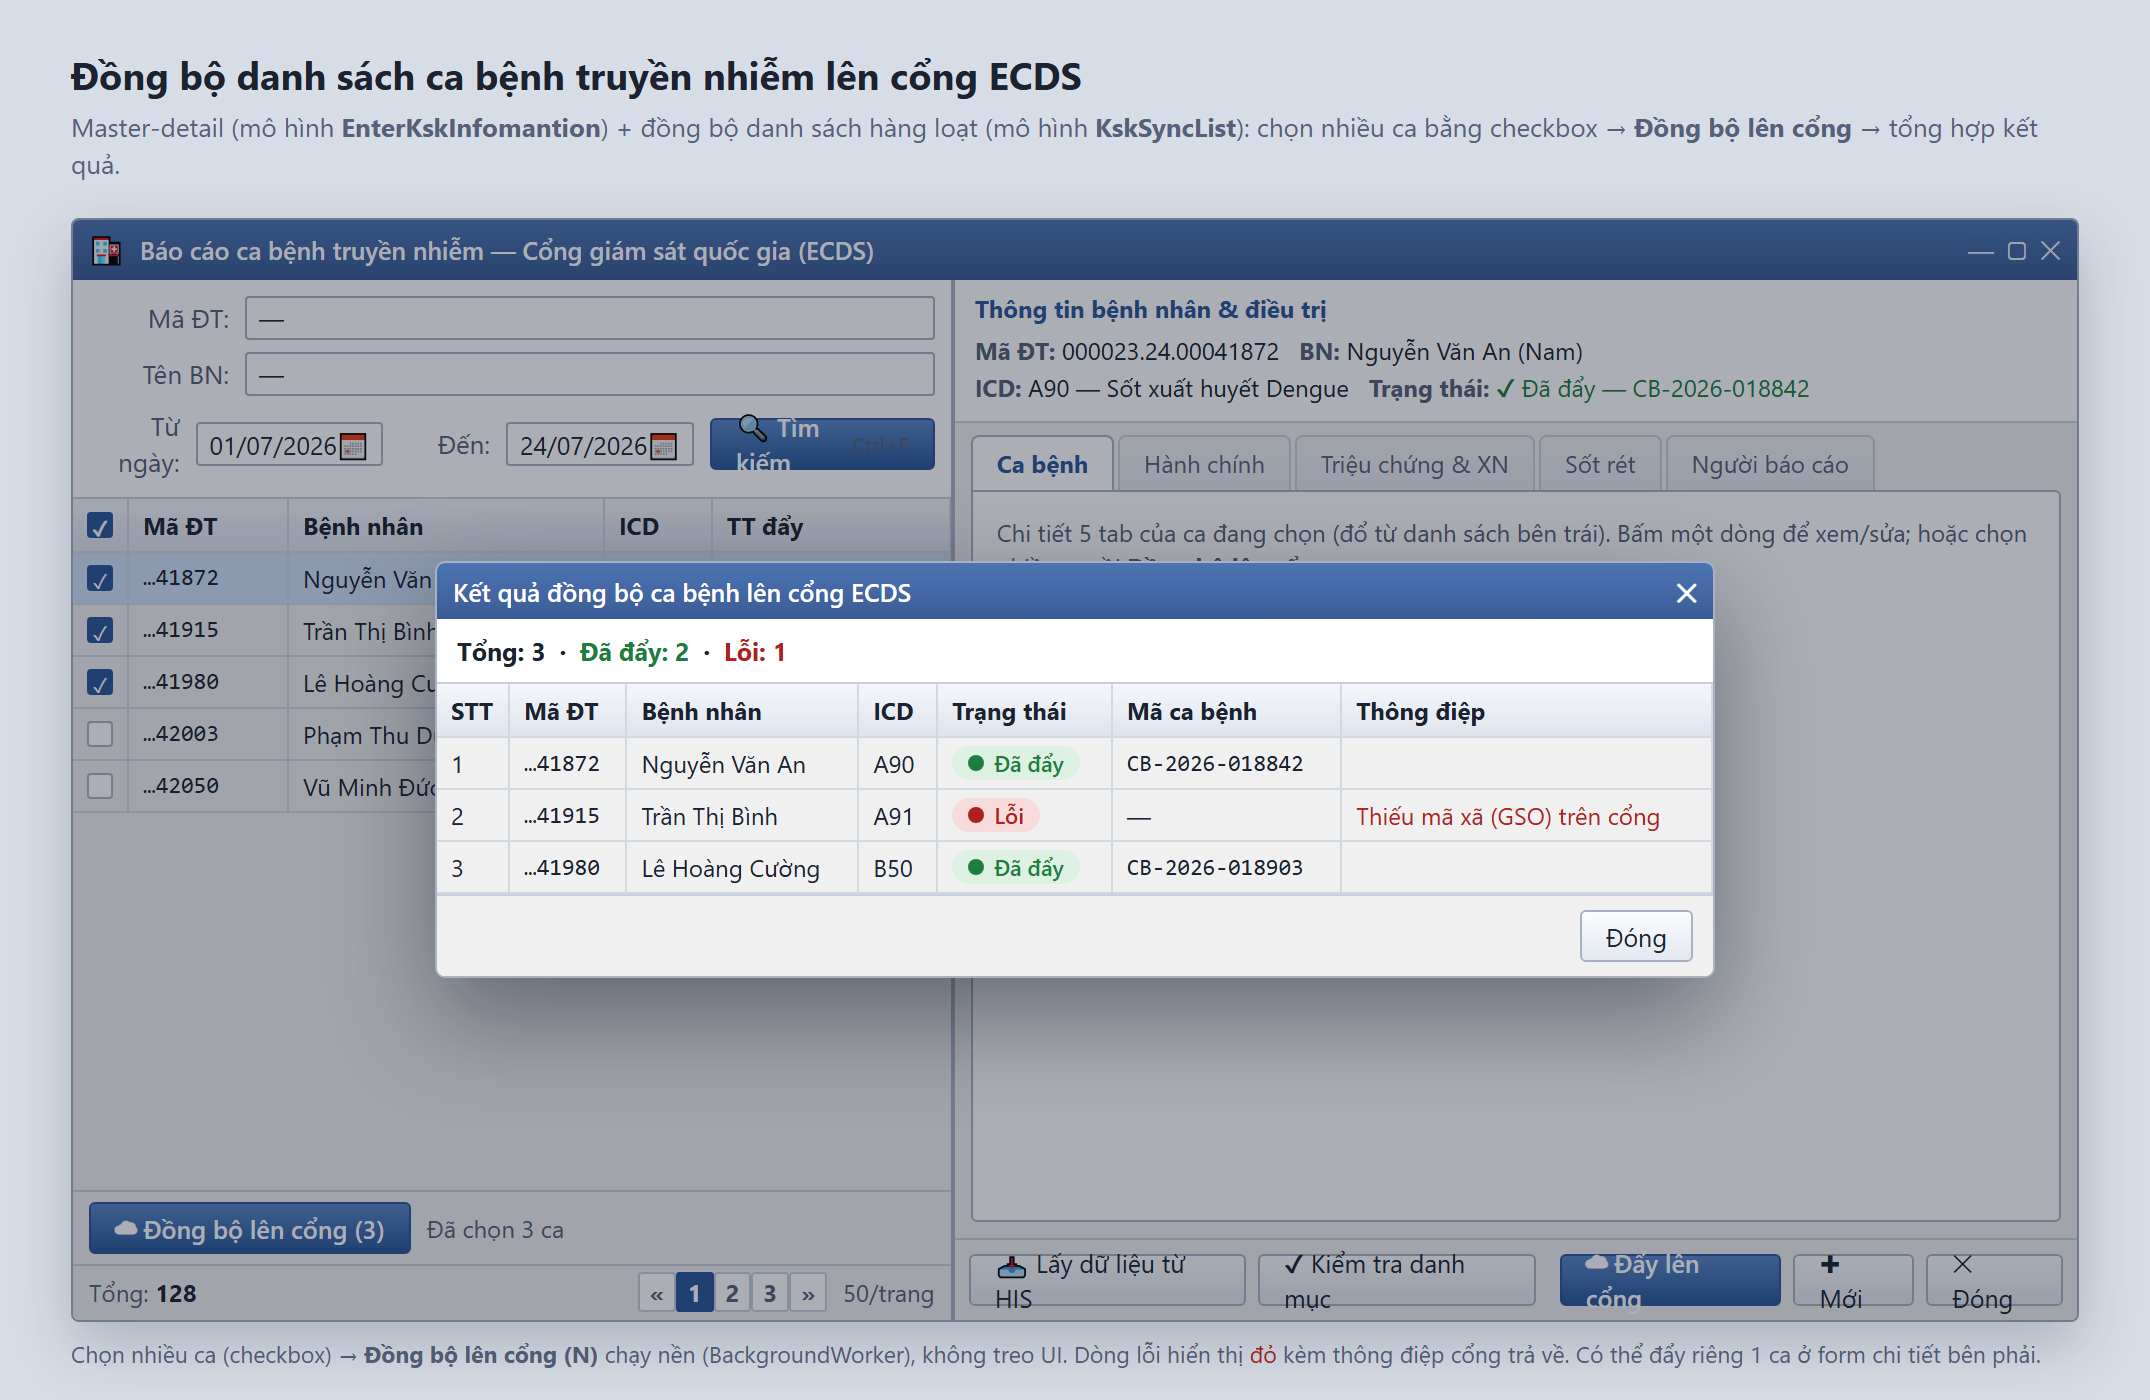 Đồng bộ danh sách ca bệnh truyền nhiễm lên cổng ECDS
Master-detail (mô hình EnterKskInfomantion) + đồng bộ danh sách hàng loạt (mô hình KskSyncList): chọn nhiều ca bằng checkbox → Đồng bộ lên cổng → tổng hợp kết
quả.
Báo cáo ca bệnh truyền nhiễm — Cổng giám sát quốc gia (ECDS)
Mã ĐT: —
Tên BN: —
Từ ngày: 01/07/2026 Đến: 24/07/2026 Tìm kiếm Ctrl+F
Mã ĐT Bệnh nhân ICD TT đẩy
…41872 Nguyễn Văn
…41915 Trần Thị Bình
…41980 Lê Hoàng
…42003 Phạm Thu
…42050 Vũ Minh Đức
Đồng bộ lên cổng (3) Đã chọn 3 ca
Tổng: 128 « 1 2 3 » 50/trang
Thông tin bệnh nhân & điều trị
Mã ĐT: 000023.24.00041872 BN: Nguyễn Văn An (Nam)
ICD: A90 — Sốt xuất huyết Dengue Trạng thái: ✓ Đã đẩy — CB-2026-018842
Ca bệnh Hành chính Triệu chứng & XN Sốt rét Người báo cáo
Chi tiết 5 tab của ca đang chọn (đổ từ danh sách bên trái). Bấm một dòng để xem/sửa; hoặc chọn
Kết quả đồng bộ ca bệnh lên cổng ECDS
Tổng: 3 · Đã đẩy: 2 · Lỗi: 1
STT Mã ĐT Bệnh nhân ICD Trạng thái Mã ca bệnh Thông điệp
1 …41872 Nguyễn Văn An A90 Đã đẩy CB-2026-018842
2 …41915 Trần Thị Bình A91 Lỗi — Thiếu mã xã (GSO) trên cổng
3 …41980 Lê Hoàng Cường B50 Đã đẩy CB-2026-018903
Đóng
Lấy dữ liệu từ HIS ✓ Kiểm tra danh mục Đẩy lên cổng Mới Đóng
Chọn nhiều ca (checkbox) → Đồng bộ lên cổng (N) chạy nền (BackgroundWorker), không treo UI. Dòng lỗi hiển thị đỏ kèm thông điệp cổng trả về. Có thể đẩy riêng 1 ca ở form chi tiết bên phải.